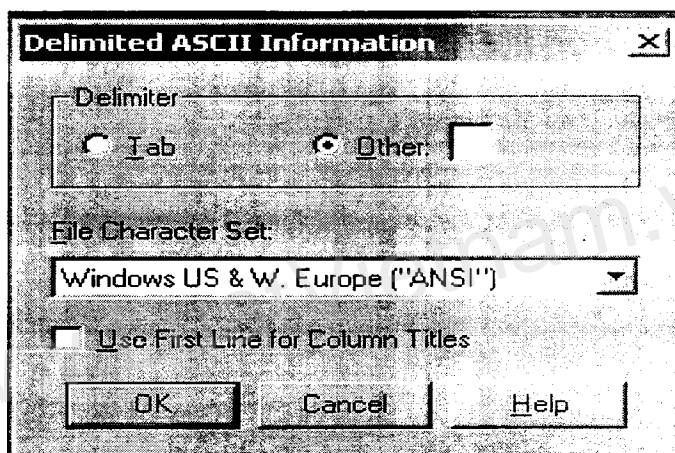 Delimited ASCII Information
Delimiter
Tab
Other:
File Character Set:
Windows US & W. Europe ("ANSI")
Use First Line for Column Titles
OK Cancel Help